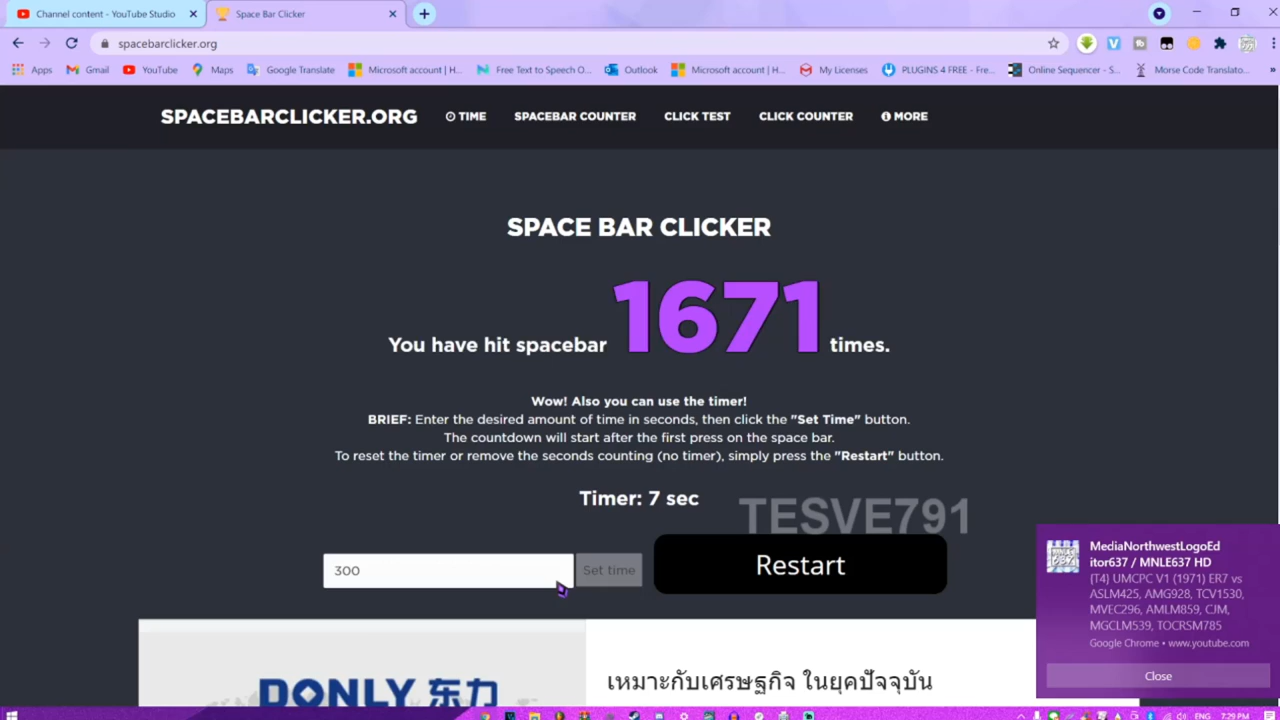 Channel content - YouTube Studio
Space Bar Clicker
spacebarclicker.org
Apps
Gmail
YouTube
Maps
Google Translate
Microsoft account | H...
Free Text to Speech O...
Outlook
Microsoft account | H...
My Licenses
PLUGINS 4 FREE - Fre...
Online Sequencer - S...
Morse Code Translato...
SPACEBARCLICKER.ORG
TIME
SPACEBAR COUNTER
CLICK TEST
CLICK COUNTER
MORE
SPACE BAR CLICKER
You have hit spacebar 1671 times.
Wow! Also you can use the timer!
BRIEF: Enter the desired amount of time in seconds, then click the "Set Time" button.
The countdown will start after the first press on the space bar.
To reset the timer or remove the seconds counting (no timer), simply press the "Restart" button.
Timer: 7 sec
TESVE791
300
Set time
Restart
MediaNorthwestLogoEd
itor637 / MNLE637 HD
(T4) UMCPC V1 (1971) ER7 vs
ASLM425, AMG928, TCV1530,
MVEC296, AMLM859, CJM,
MGCLM539, TOCRSM785
Google Chrome • www.youtube.com
Close
DONLY 东力
เหมาะกับเศรษฐกิจ ในยุคปัจจุบัน
ENG
7:29 PM